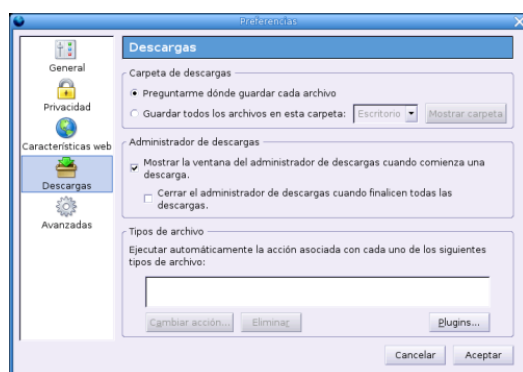 Preferencias
General
Privacidad
Características web
Descargas
Avanzadas
Descargas
Carpeta de descargas
Preguntarme dónde guardar cada archivo
Guardar todos los archivos en esta carpeta: Escritorio Mostrar carpeta
Administrador de descargas
Mostrar la ventana del administrador de descargas cuando comienza una
descarga.
Cerrar el administrador de descargas cuando finalicen todas las
descargas.
Tipos de archivo
Ejecutar automáticamente la acción asociada con cada uno de los siguientes
tipos de archivo:
Cambiar acción... Eliminar Plugins...
Cancelar Aceptar